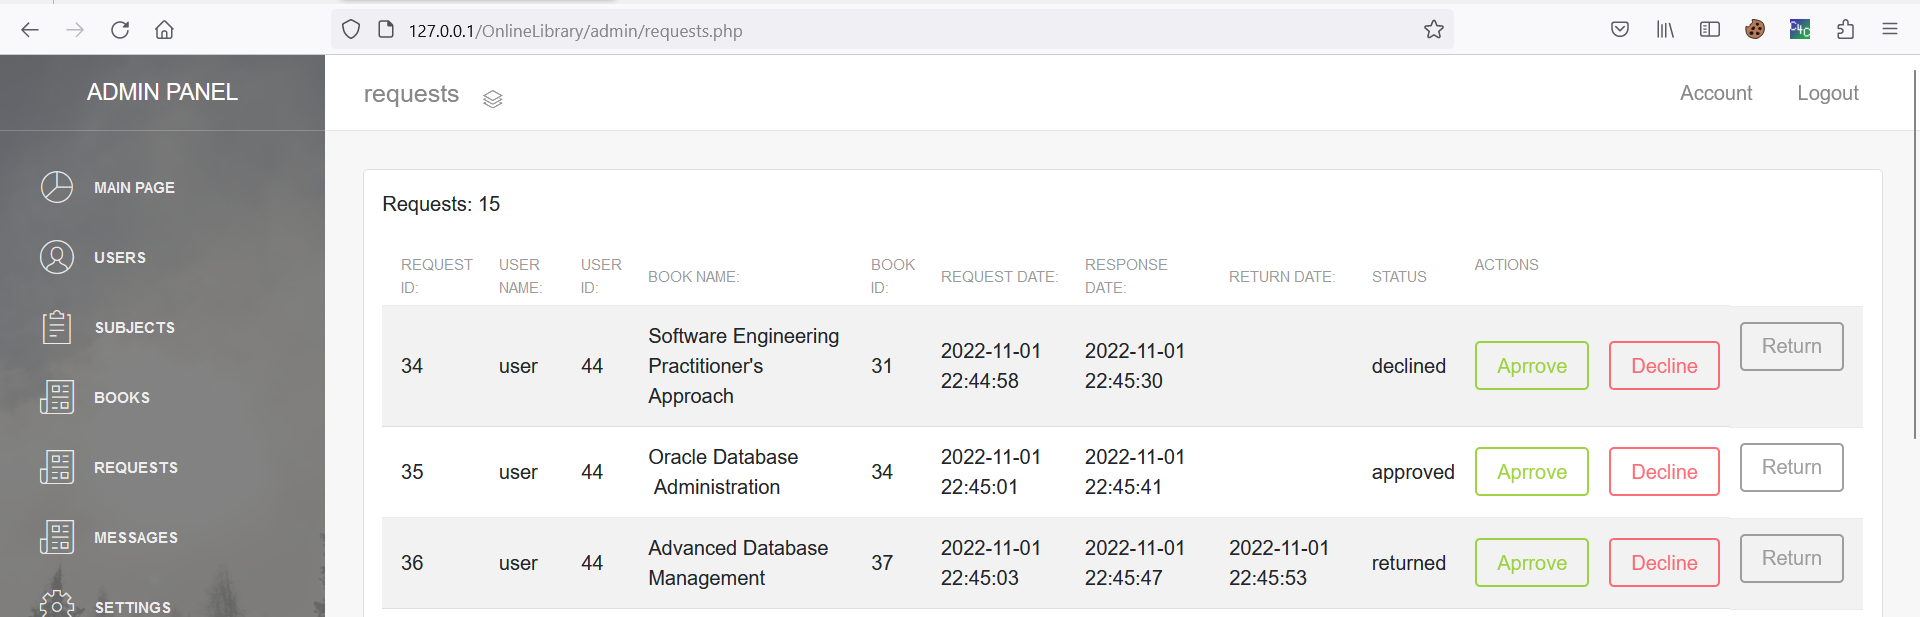 127.0.0.1/OnlineLibrary/admin/requests.php
C4C
ADMIN PANEL
requests
Account
Logout
MAIN PAGE
USERS
SUBJECTS
BOOKS
REQUESTS
MESSAGES
SETTINGS
Requests: 15
REQUEST ID: USER NAME: USER ID: BOOK NAME: BOOK ID: REQUEST DATE: RESPONSE DATE: RETURN DATE: STATUS ACTIONS
34 user 44 Software Engineering Practitioner's Approach 31 2022-11-01 22:44:58 2022-11-01 22:45:30 declined Aprrove Decline Return
35 user 44 Oracle Database Administration 34 2022-11-01 22:45:01 2022-11-01 22:45:41 approved Aprrove Decline Return
36 user 44 Advanced Database Management 37 2022-11-01 22:45:03 2022-11-01 22:45:47 2022-11-01 22:45:53 returned Aprrove Decline Return